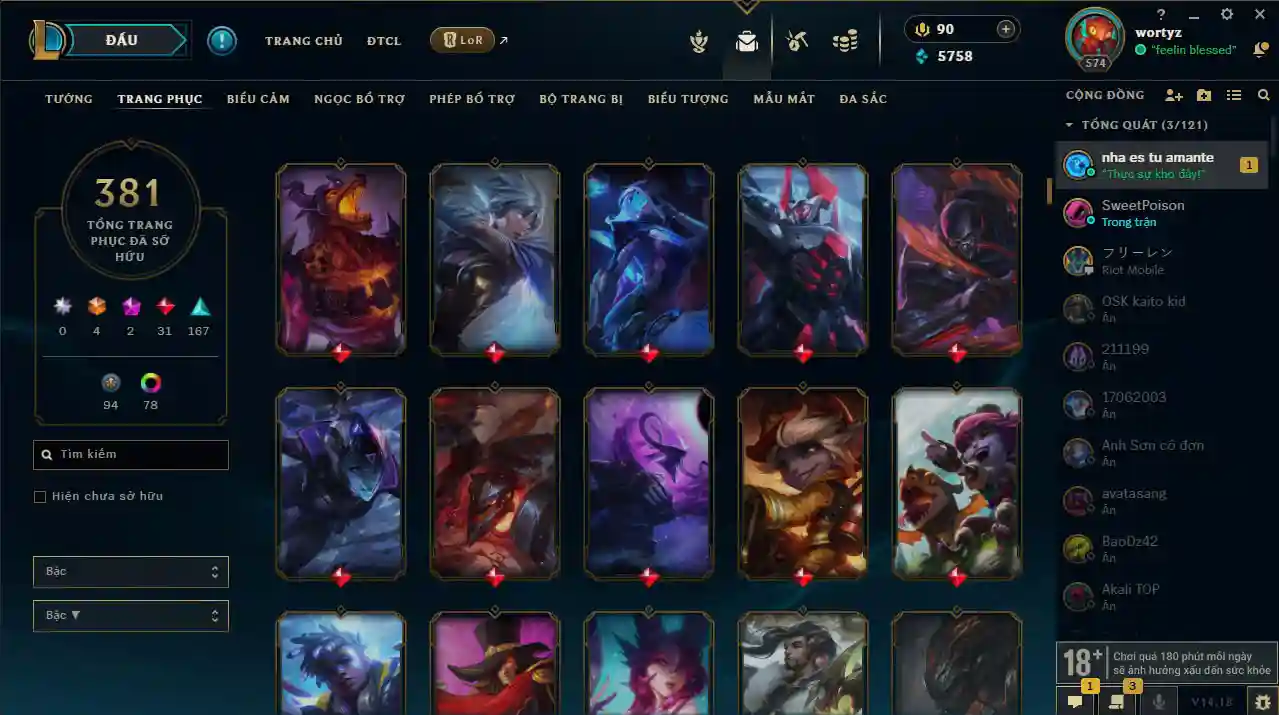 ĐẤU
TRANG CHỦ
ĐTCL
LoR
90
5758
?
S74
wortyz
"feelin blessed"
TƯỚNG
TRANG PHỤC
BIỂU CẢM
NGỌC BỔ TRỢ
PHÉP BỔ TRỢ
BỘ TRANG BỊ
BIỂU TƯỢNG
MẪU MẮT
ĐA SẮC
381
TỔNG TRANG
PHỤC ĐÃ SỞ
HỮU
0 4 2 31 167
94 78
Tìm kiếm
Hiện chưa sở hữu
Bậc
Bậc ▼
CỘNG ĐỒNG
TỔNG QUÁT (3/121)
nha es tu amante
"Thực sự khó đấy!"
1
SweetPoison
Trong trận
フリーレン
Riot Mobile
OSK kaito kid
Ẩn
211199
Ẩn
17062003
Ẩn
Anh Sơn cô đơn
Ẩn
avatasang
Ẩn
BaoDz42
Ẩn
Akali TOP
Ẩn
18+
Chơi quá 180 phút mỗi ngày
sẽ ảnh hưởng xấu đến sức khỏe
1
3
V14.18